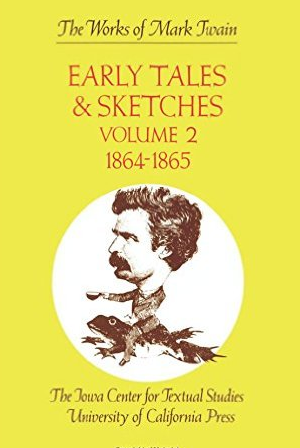 The Works of Mark Twain
EARLY TALES
& SKETCHES
VOLUME 2
1864-1865
The Iowa Center for Textual Studies
University of California Press